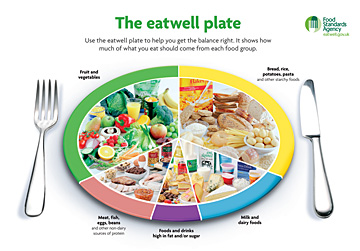 The eatwell plate
Food
Standards
Agency
eatwell.gov.uk
Use the eatwell plate to help you get the balance right. It shows how
much of what you eat should come from each food group.
Fruit and
vegetables
Bread, rice,
potatoes, pasta
and other starchy foods
Meat, fish,
eggs, beans
and other non-dairy
sources of protein
Foods and drinks
high in fat and/or sugar
Milk and
dairy foods